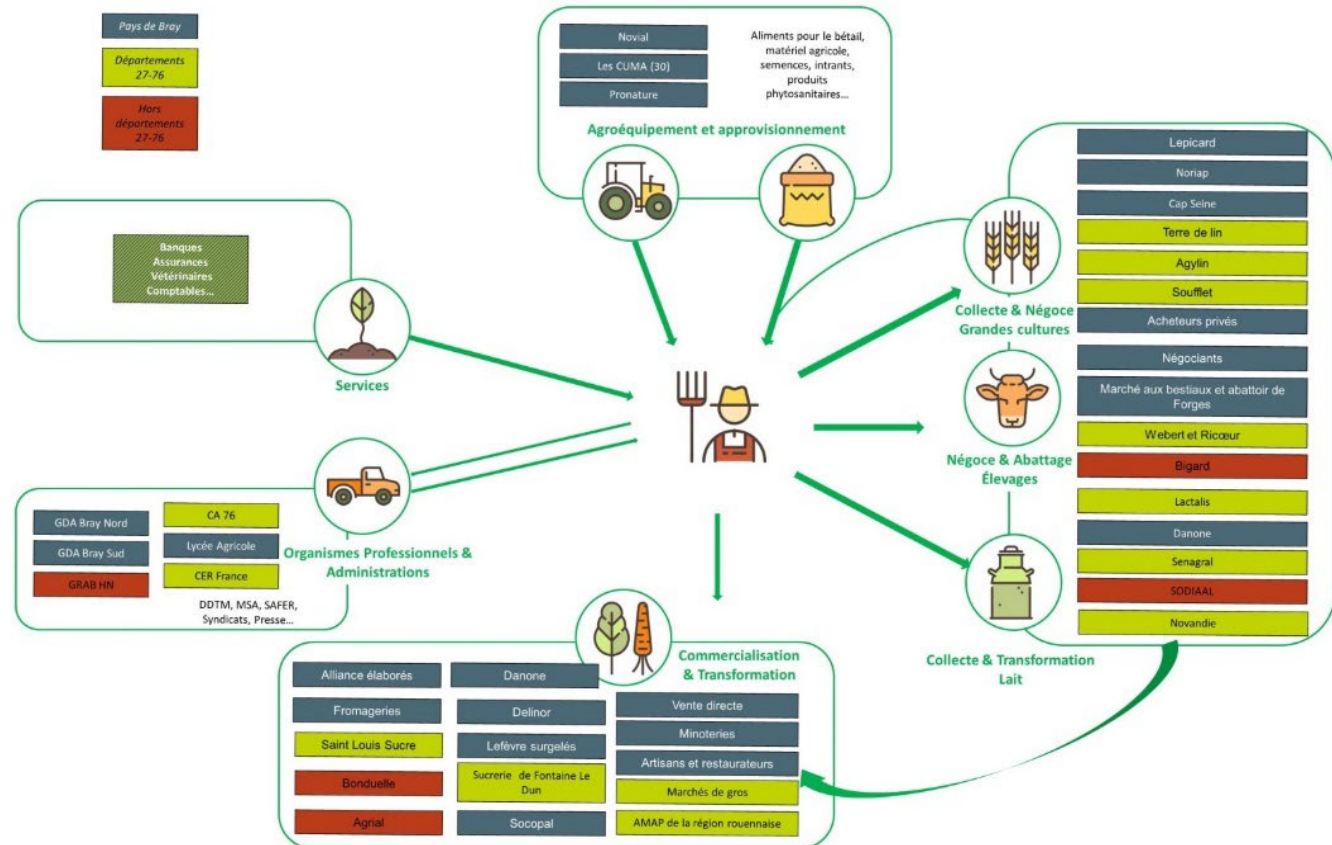 Pays de Bray
Départements
27-76
Hors
départements
27-76
Novial
Les CUMA (30)
Pronature
Aliments pour le bétail,
matériel agricole,
semences, intrants,
produits
phytosanitaires…
Agroéquipement et approvisionnement
Banques
Assurances
Vétérinaires
Comptables…
Services
GDA Bray Nord
GDA Bray Sud
GRAB HN
CA 76
Lycée Agricole
CER France
DDTM, MSA, SAFER,
Syndicats, Presse…
Organismes Professionnels &
Administrations
Lepicard
Noriap
Cap Seine
Terre de lin
Agylin
Soufflet
Acheteurs privés
Collecte & Négoce
Grandes cultures
Négociants
Marché aux bestiaux et abattoir de
Forges
Webert et Ricœur
Bigard
Négoce & Abattage
Élevages
Lactalis
Danone
Senagral
SODIAAL
Novandie
Collecte & Transformation
Lait
Commercialisation
& Transformation
Alliance élaborés
Fromageries
Saint Louis Sucre
Bonduelle
Agrial
Danone
Delinor
Lefèvre surgelés
Sucrerie de Fontaine Le
Dun
Socopal
Vente directe
Minoteries
Artisans et restaurateurs
Marchés de gros
AMAP de la région rouennaise